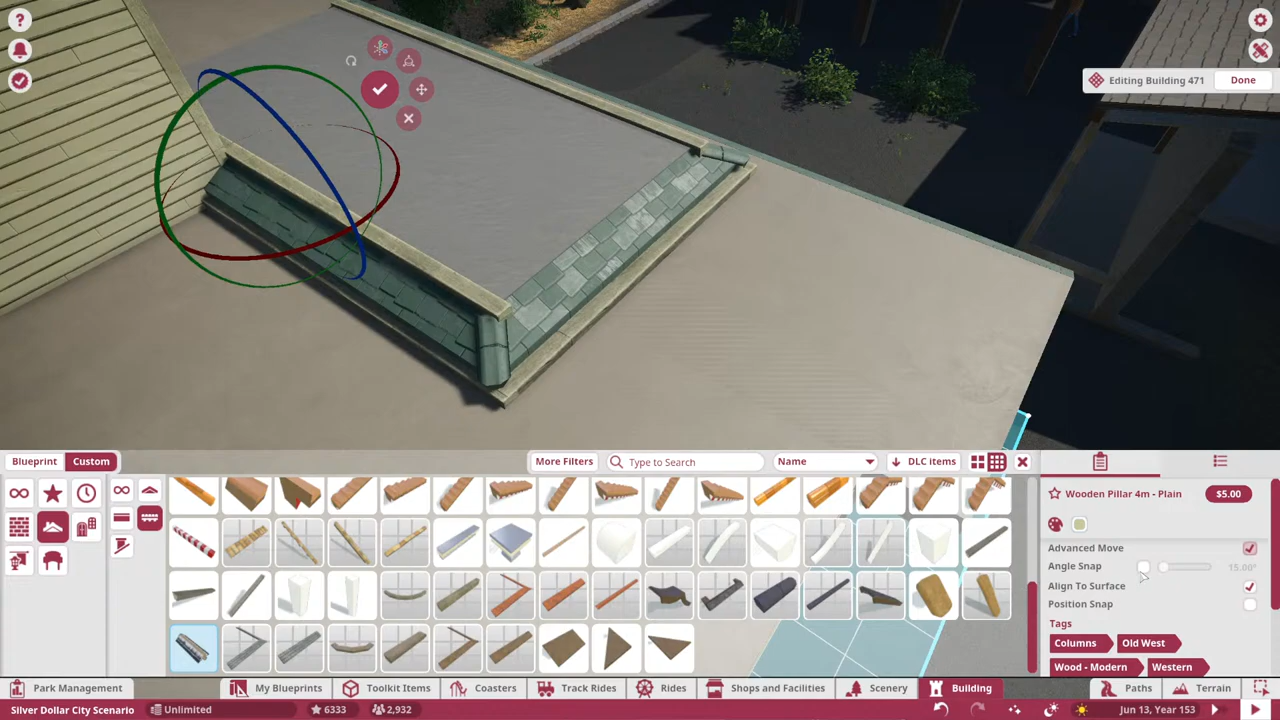 Editing Building 471 Done
Blueprint Custom More Filters Type to Search Name DLC items
Wooden Pillar 4m - Plain $5.00
Advanced Move
Angle Snap 15.00°
Align To Surface
Position Snap
Tags
Columns Old West
Wood - Modern Western
Park Management My Blueprints Toolkit Items Coasters Track Rides Rides Shops and Facilities Scenery Building Paths Terrain
Silver Dollar City Scenario Unlimited 6333 2,932 Jun 13, Year 153